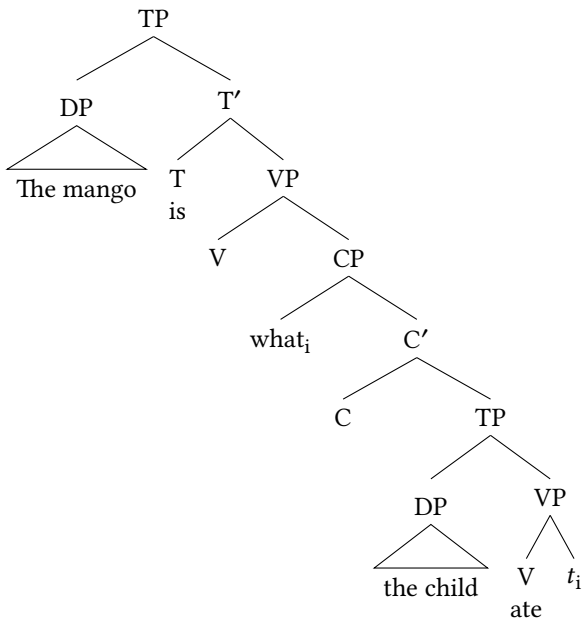 TP
DP T′
The mango T VP
is
V CP
whatᵢ C′
C TP
DP VP
the child V tᵢ
ate